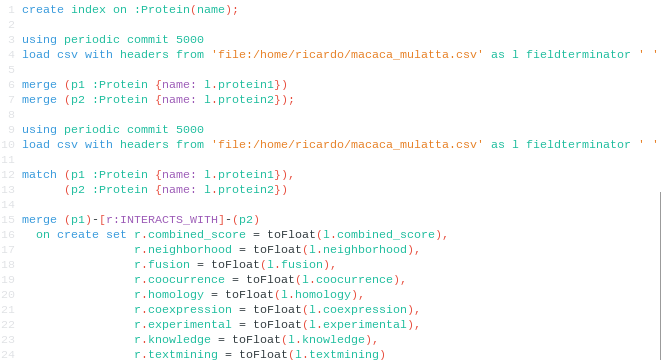 1 create index on :Protein(name);
2
3 using periodic commit 5000
4 load csv with headers from 'file:/home/ricardo/macaca_mulatta.csv' as l fieldterminator ' '
5
6 merge (p1 :Protein {name: l.protein1})
7 merge (p2 :Protein {name: l.protein2});
8
9 using periodic commit 5000
10 load csv with headers from 'file:/home/ricardo/macaca_mulatta.csv' as l fieldterminator ' '
11
12 match (p1 :Protein {name: l.protein1}),
13       (p2 :Protein {name: l.protein2})
14
15 merge (p1)-[r:INTERACTS_WITH]-(p2)
16   on create set r.combined_score = toFloat(l.combined_score),
17                 r.neighborhood = toFloat(l.neighborhood),
18                 r.fusion = toFloat(l.fusion),
19                 r.coocurrence = toFloat(l.coocurrence),
20                 r.homology = toFloat(l.homology),
21                 r.coexpression = toFloat(l.coexpression),
22                 r.experimental = toFloat(l.experimental),
23                 r.knowledge = toFloat(l.knowledge),
24                 r.textmining = toFloat(l.textmining)